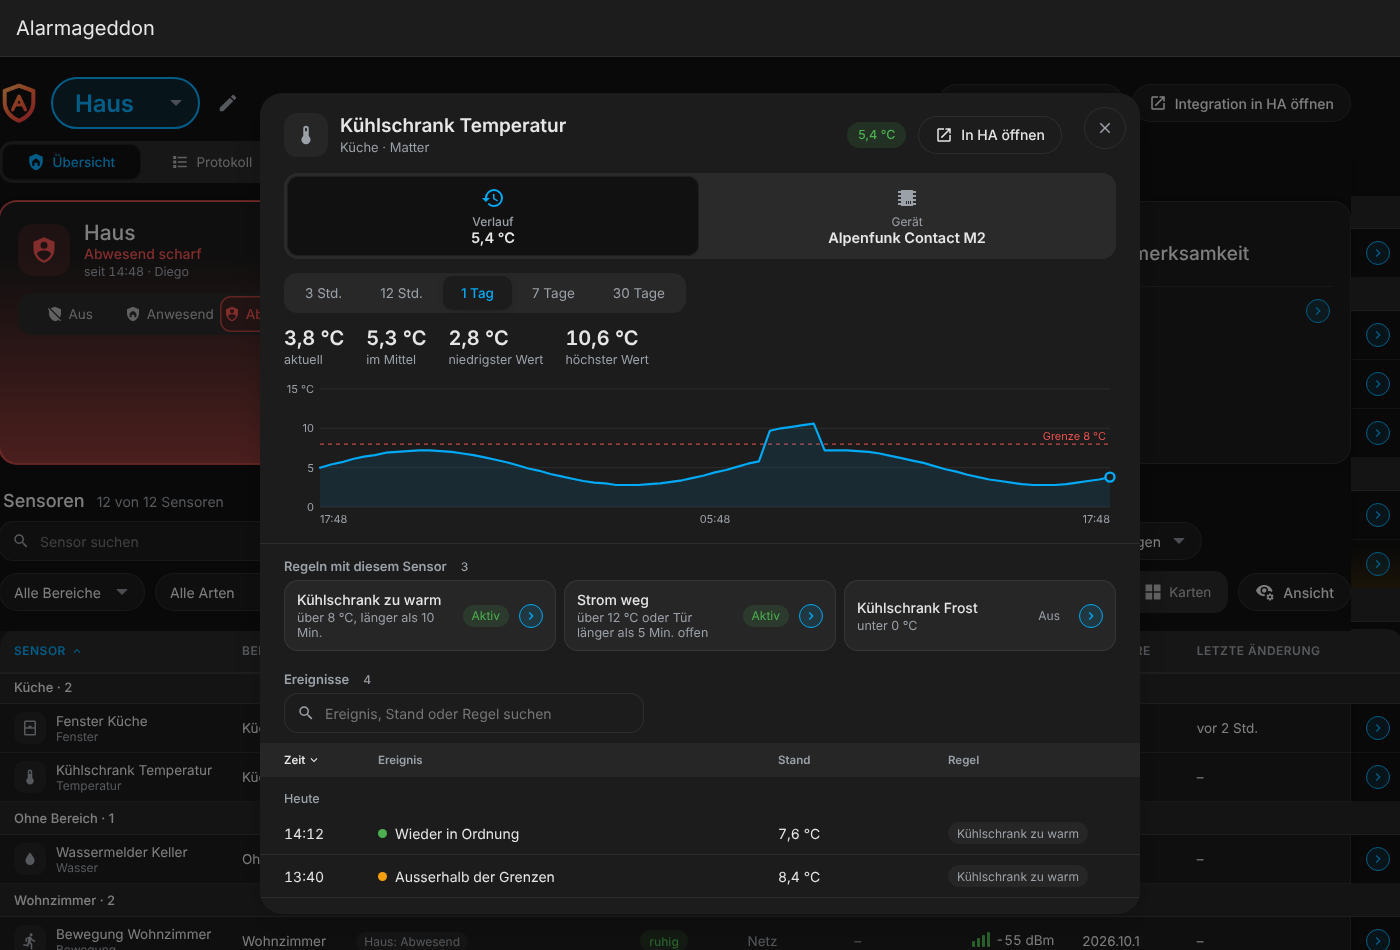 Alarmageddon
Haus
Integration in HA öffnen
Übersicht
Protokoll
Haus
Abwesend scharf
seit 14:48 · Diego
Aus
Anwesend
Kühlschrank Temperatur
Küche · Matter
5,4 °C
In HA öffnen
Verlauf
5,4 °C
Gerät
Alpenfunk Contact M2
3 Std.
12 Std.
1 Tag
7 Tage
30 Tage
3,8 °C
aktuell
5,3 °C
im Mittel
2,8 °C
niedrigster Wert
10,6 °C
höchster Wert
15 °C
10
5
0
Grenze 8 °C
17:48
05:48
17:48
Regeln mit diesem Sensor 3
Kühlschrank zu warm
über 8 °C, länger als 10
Min.
Aktiv
Strom weg
über 12 °C oder Tür
länger als 5 Min. offen
Aktiv
Kühlschrank Frost
unter 0 °C
Aus
Ereignisse 4
Ereignis, Stand oder Regel suchen
Zeit
Ereignis
Stand
Regel
Heute
14:12
Wieder in Ordnung
7,6 °C
Kühlschrank zu warm
13:40
Ausserhalb der Grenzen
8,4 °C
Kühlschrank zu warm
merksamkeit
Sensoren 12 von 12 Sensoren
Sensor suchen
gen
Alle Bereiche
Alle Arten
Karten
Ansicht
SENSOR
BE
RE
LETZTE ÄNDERUNG
Küche · 2
Fenster Küche
Fenster
Kü
vor 2 Std.
Kühlschrank Temperatur
Temperatur
Kü
–
Ohne Bereich · 1
Wassermelder Keller
Wasser
Oh
–
Wohnzimmer · 2
Bewegung Wohnzimmer
Bewegung
Wohnzimmer
Haus: Abwesend
ruhig
Netz
–
-55 dBm
2026.10.1
–